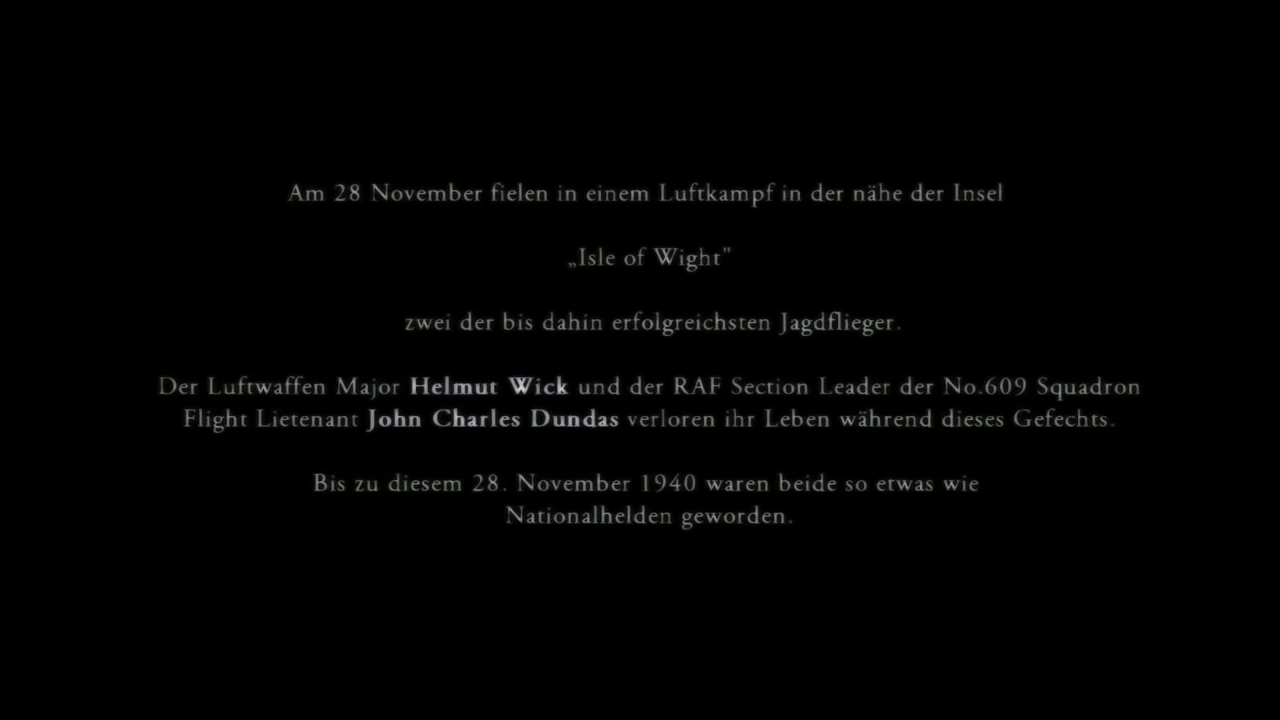 Am 28 November fielen in einem Luftkampf in der nähe der Insel
„Isle of Wight"
zwei der bis dahin erfolgreichsten Jagdflieger.
Der Luftwaffen Major Helmut Wick und der RAF Section Leader der No.609 Squadron
Flight Lietenant John Charles Dundas verloren ihr Leben während dieses Gefechts.
Bis zu diesem 28. November 1940 waren beide so etwas wie
Nationalhelden geworden.